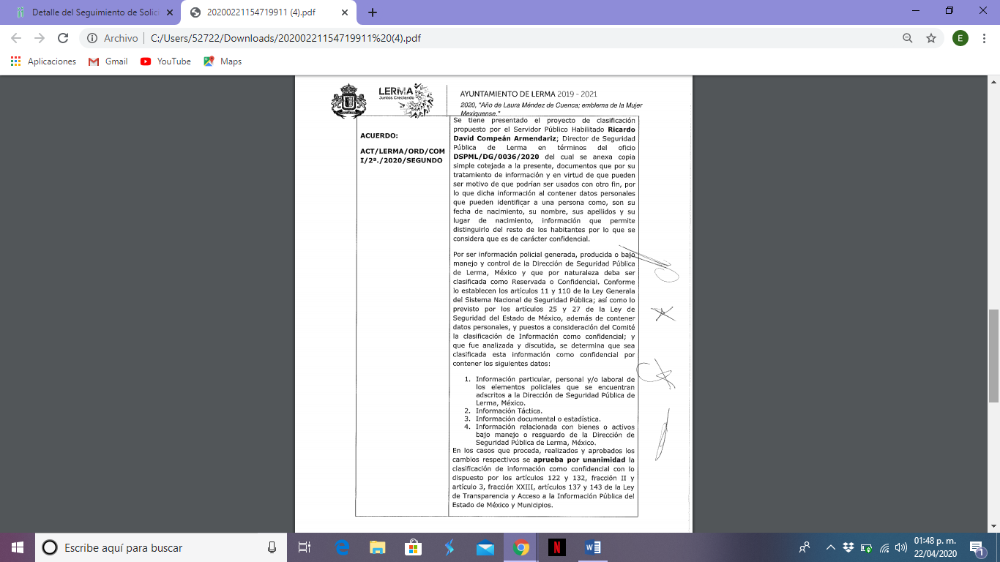 Detalle del Seguimiento de Solici
20200221154719911 (4).pdf
Archivo
C:/Users/52722/Downloads/20200221154719911%20(4).pdf
E
Aplicaciones
Gmail
YouTube
Maps
LERMA
Juntos Creciendo
AYUNTAMIENTO DE LERMA 2019 - 2021
2020, "Año de Laura Méndez de Cuenca; emblema de la Mujer
Mexiquense."
ACUERDO:
ACT/LERMA/ORD/COM
I/2ª./2020/SEGUNDO
Se tiene presentado el proyecto de clasificación
propuesto por el Servidor Público Habilitado Ricardo
David Compeán Armendariz; Director de Seguridad
Pública de Lerma en términos del oficio
DSPML/DG/0036/2020 del cual se anexa copia
simple cotejada a la presente, documentos que por su
tratamiento de información y en virtud de que pueden
ser motivo de que podrían ser usados con otro fin, por
lo que dicha información al contener datos personales
que pueden identificar a una persona como, son su
fecha de nacimiento, su nombre, sus apellidos y su
lugar de nacimiento, información que permite
distinguirlo del resto de los habitantes por lo que se
considera que es de carácter confidencial.
Por ser información policial generada, producida o bajo
manejo y control de la Dirección de Seguridad Pública
de Lerma, México y que por naturaleza deba ser
clasificada como Reservada o Confidencial. Conforme
lo establecen los artículos 11 y 110 de la Ley Generala
del Sistema Nacional de Seguridad Pública; así como lo
previsto por los artículos 25 y 27 de la Ley de
Seguridad del Estado de México, además de contener
datos personales, y puestos a consideración del Comité
la clasificación de Información como confidencial; y
que fue analizada y discutida, se determina que sea
clasificada esta información como confidencial por
contener los siguientes datos:
1. Información particular, personal y/o laboral de
los elementos policiales que se encuentran
adscritos a la Dirección de Seguridad Pública de
Lerma, México.
2. Información Táctica.
3. Información documental o estadística.
4. Información relacionada con bienes o activos
bajo manejo o resguardo de la Dirección de
Seguridad Pública de Lerma, México.
En los casos que proceda, realizados y aprobados los
cambios respectivos se aprueba por unanimidad la
clasificación de información como confidencial con lo
dispuesto por los artículos 122 y 132, fracción II y
artículo 3, fracción XXIII, artículos 137 y 143 de la Ley
de Transparencia y Acceso a la Información Pública del
Estado de México y Municipios.
Escribe aquí para buscar
01:48 p. m.
22/04/2020
1